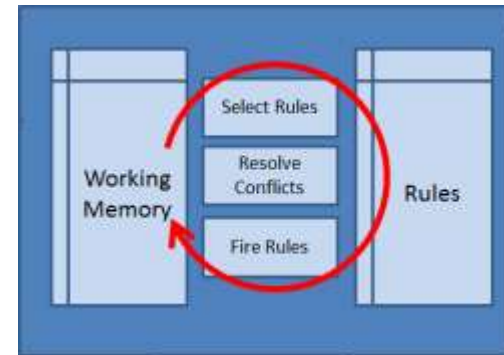 Working
Memory
Select Rules
Resolve
Conflicts
Fire Rules
Rules